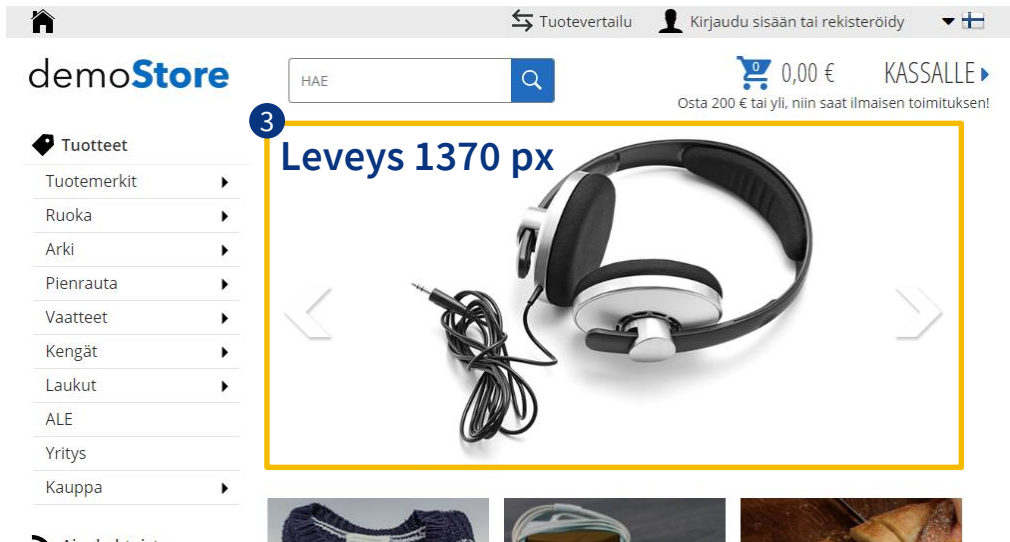 Tuotevertailu
Kirjaudu sisään tai rekisteröidy
demoStore
HAE
0
0,00 €
KASSALLE
Osta 200 € tai yli, niin saat ilmaisen toimituksen!
3
Leveys 1370 px
Tuotteet
Tuotemerkit
Ruoka
Arki
Pienrauta
Vaatteet
Kengät
Laukut
ALE
Yritys
Kauppa